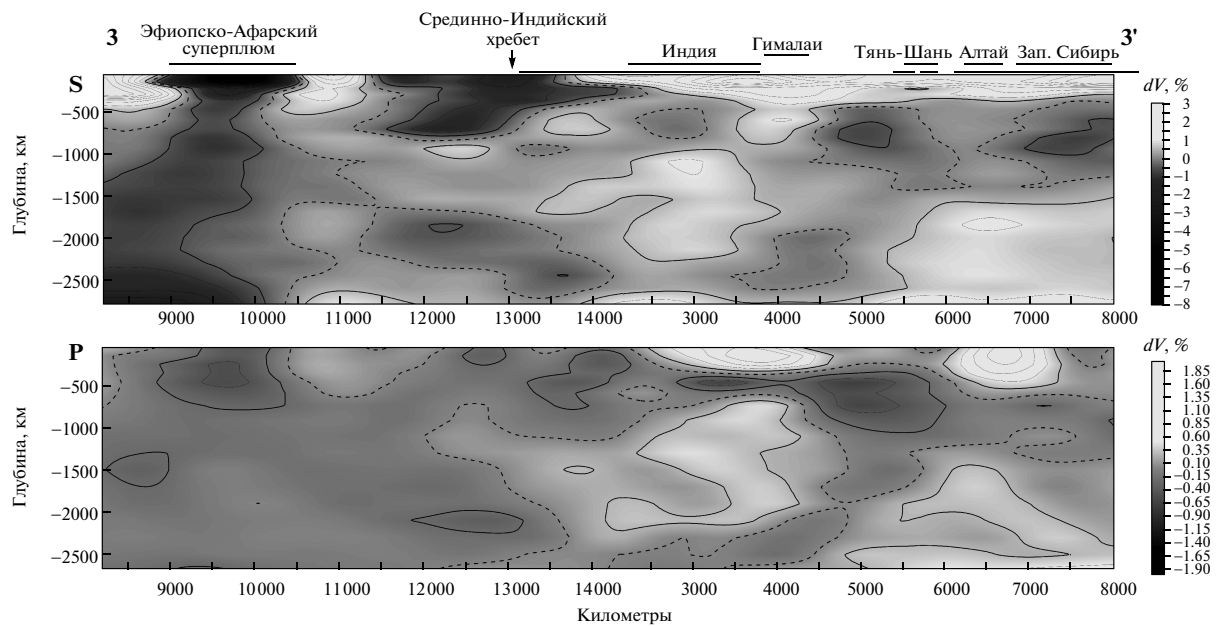 3
Эфиопско-Афарский
суперплюм
Срединно-Индийский
хребет
Индия
Гималаи
Тянь-Шань
Алтай
Зап. Сибирь
3'
S
Глубина, км
−500
−1000
−1500
−2000
−2500
9000 10000 11000 12000 13000 14000 3000 4000 5000 6000 7000 8000
dV, %
3
2
1
0
−1
−2
−3
−4
−5
−6
−7
−8
P
Глубина, км
−500
−1000
−1500
−2000
−2500
9000 10000 11000 12000 13000 14000 3000 4000 5000 6000 7000 8000
Километры
dV, %
1.85
1.35
1.10
0.85
0.60
0.35
0.10
−0.15
−0.40
−0.65
−0.90
−1.15
−1.40
−1.65
−1.90